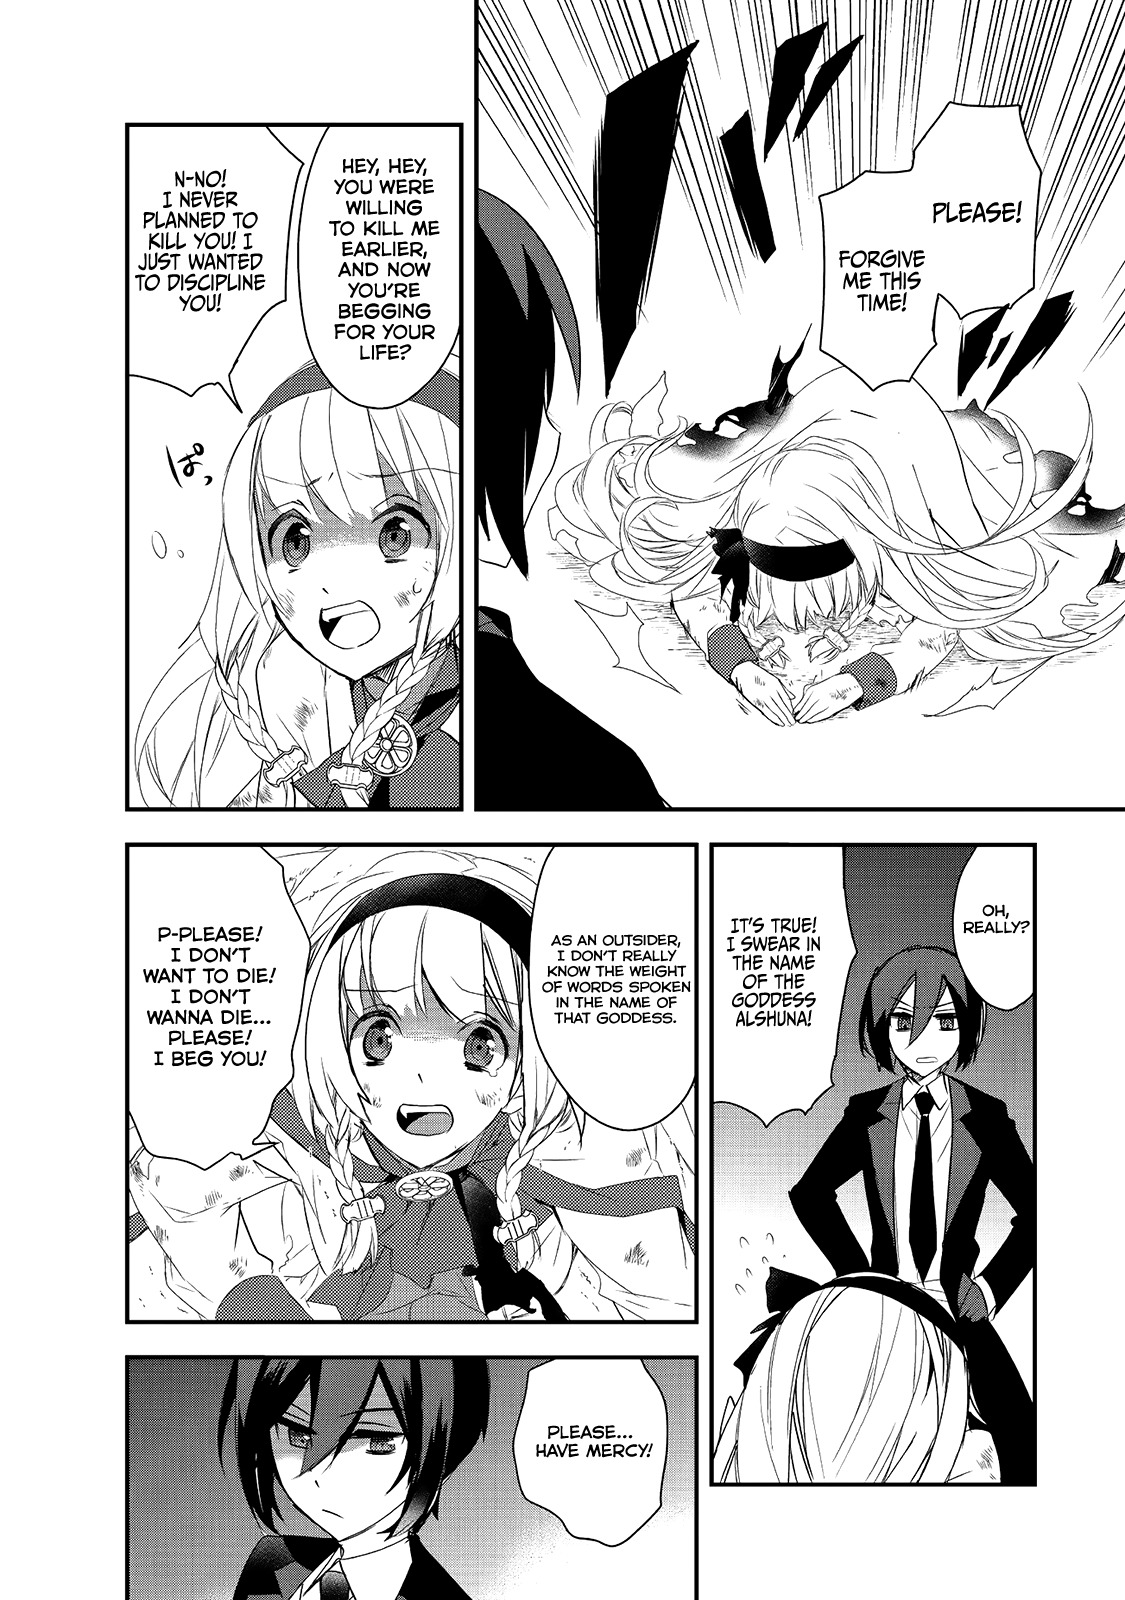 PLEASE!
FORGIVE
ME THIS
TIME!
HEY, HEY,
YOU WERE
WILLING
TO KILL ME
EARLIER,
AND NOW
YOU'RE
BEGGING
FOR YOUR
LIFE?
N-NO!
I NEVER
PLANNED TO
KILL YOU! I
JUST WANTED
TO DISCIPLINE
YOU!
ぱっ
OH,
REALLY?
IT'S TRUE!
I SWEAR IN
THE NAME
OF THE
GODDESS
ALSHUNA!
AS AN OUTSIDER,
I DON'T REALLY
KNOW THE WEIGHT
OF WORDS SPOKEN
IN THE NAME OF
THAT GODDESS.
P-PLEASE!
I DON'T
WANT TO DIE!
I DON'T
WANNA DIE...
PLEASE!
I BEG YOU!
PLEASE...
HAVE MERCY!